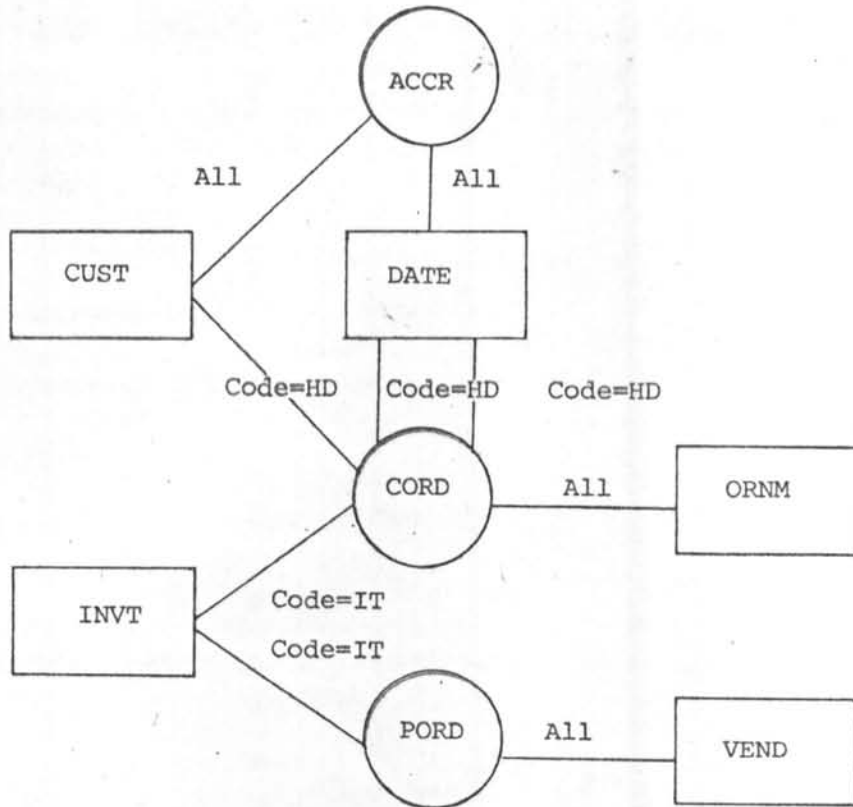 ACCR
All All
CUST DATE
Code=HD Code=HD Code=HD
CORD All ORNM
INVT Code=IT
Code=IT
PORD All VEND